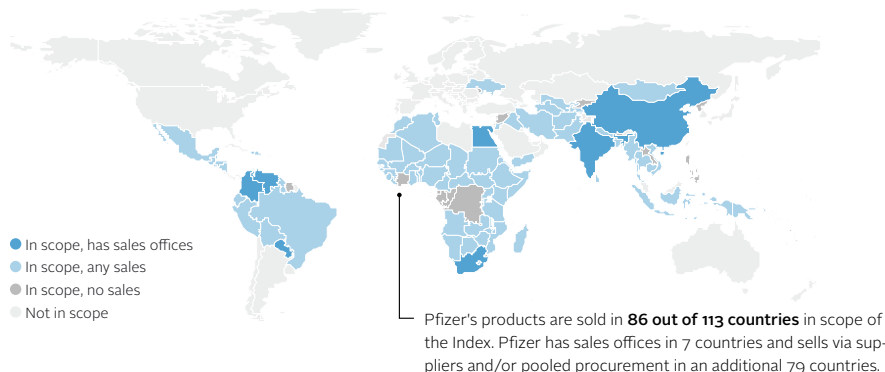 In scope, has sales offices
In scope, any sales
In scope, no sales
Not in scope
Pfizer's products are sold in 86 out of 113 countries in scope of
the Index. Pfizer has sales offices in 7 countries and sells via sup-
pliers and/or pooled procurement in an additional 79 countries.